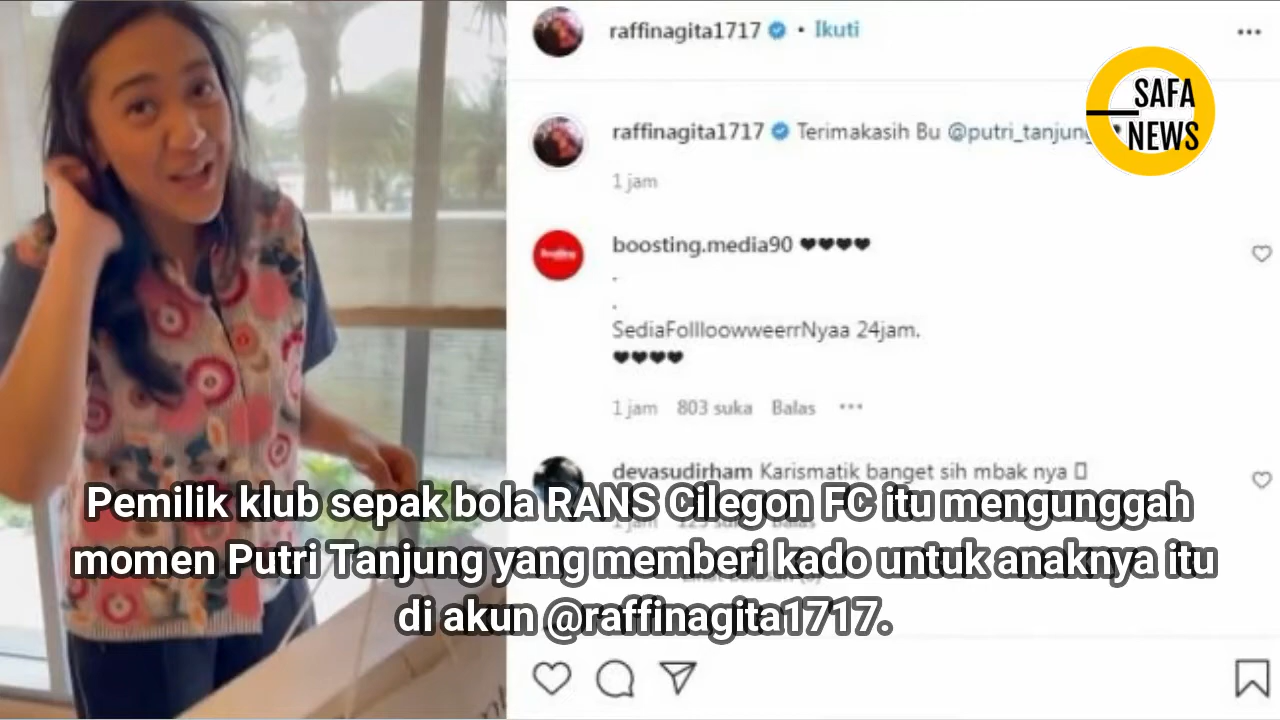 raffinagita1717 • Ikuti
SAFA
NEWS
raffinagita1717 Terimakasih Bu @putri_tanjung
1 jam
boosting.media90 ❤❤❤❤
.
.
SediaFollloowweerrNyaa 24jam.
❤❤❤❤
1 jam 803 suka Balas
devasudirham Karismatik banget sih mbak nya
Pemilik klub sepak bola RANS Cilegon FC itu mengunggah
momen Putri Tanjung yang memberi kado untuk anaknya itu
di akun @raffinagita1717.